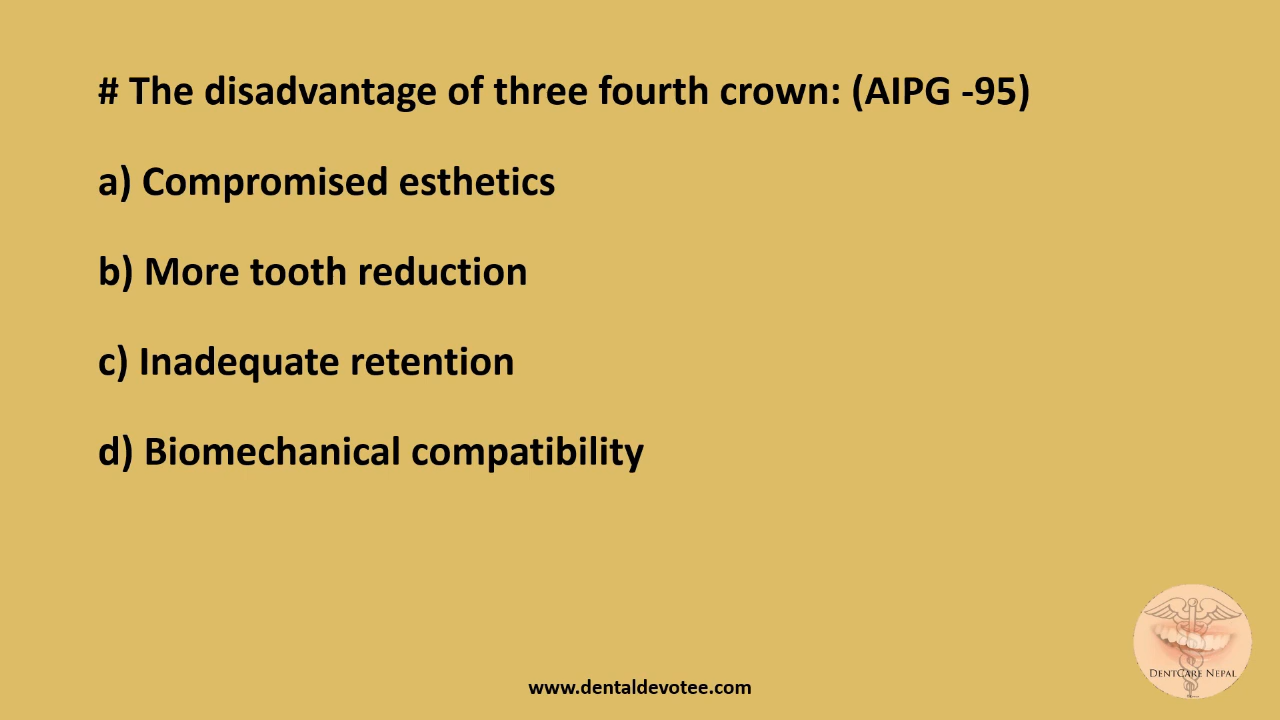 # The disadvantage of three fourth crown: (AIPG -95)
a) Compromised esthetics
b) More tooth reduction
c) Inadequate retention
d) Biomechanical compatibility
DentCare Nepal
www.dentaldevotee.com